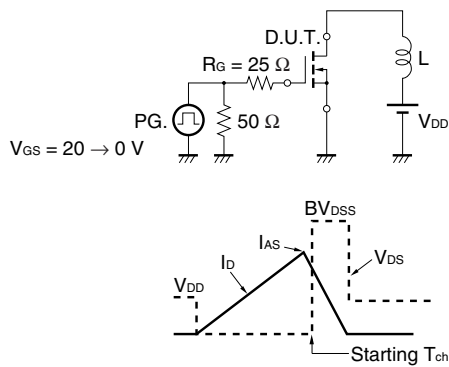 D.U.T.
RG = 25 Ω
L
PG.
50 Ω
VDD
VGS = 20 → 0 V
BVDSS
IAS
ID
VDS
VDD
Starting Tch